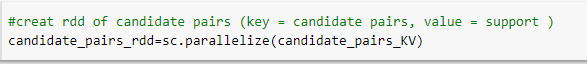 #creat rdd of candidate pairs (key = candidate pairs, value = support )
candidate_pairs_rdd=sc.parallelize(candidate_pairs_KV)